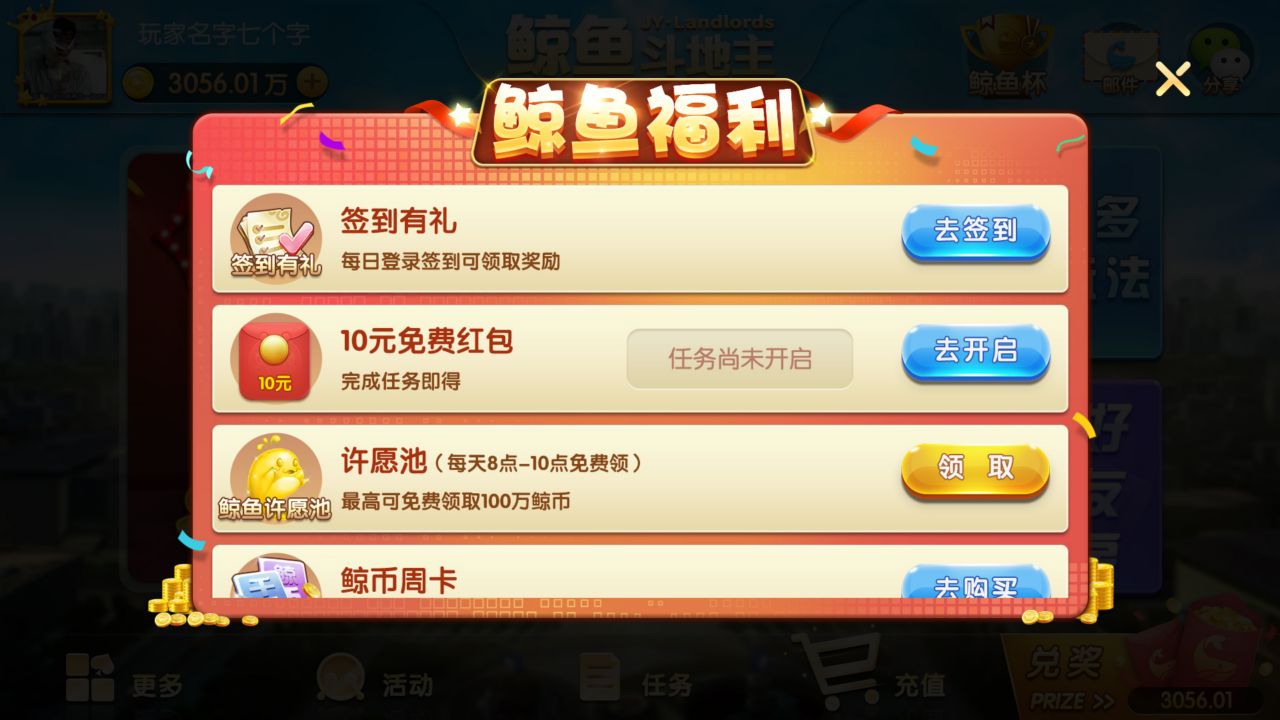 玩家名字七个字
3056.01万
鲸鱼
JY-Landlords
斗地主
鲸鱼杯
邮件
分享
鲸鱼福利
签到有礼
签到有礼
每日登录签到可领取奖励
去签到
10元
10元免费红包
完成任务即得
任务尚未开启
去开启
鲸鱼许愿池
许愿池（每天8点-10点免费领）
最高可免费领取100万鲸币
领 取
鲸币周卡
去购买
多
法
好
友
更多
活动
任务
充值
兑奖
PRIZE >>
3056.01